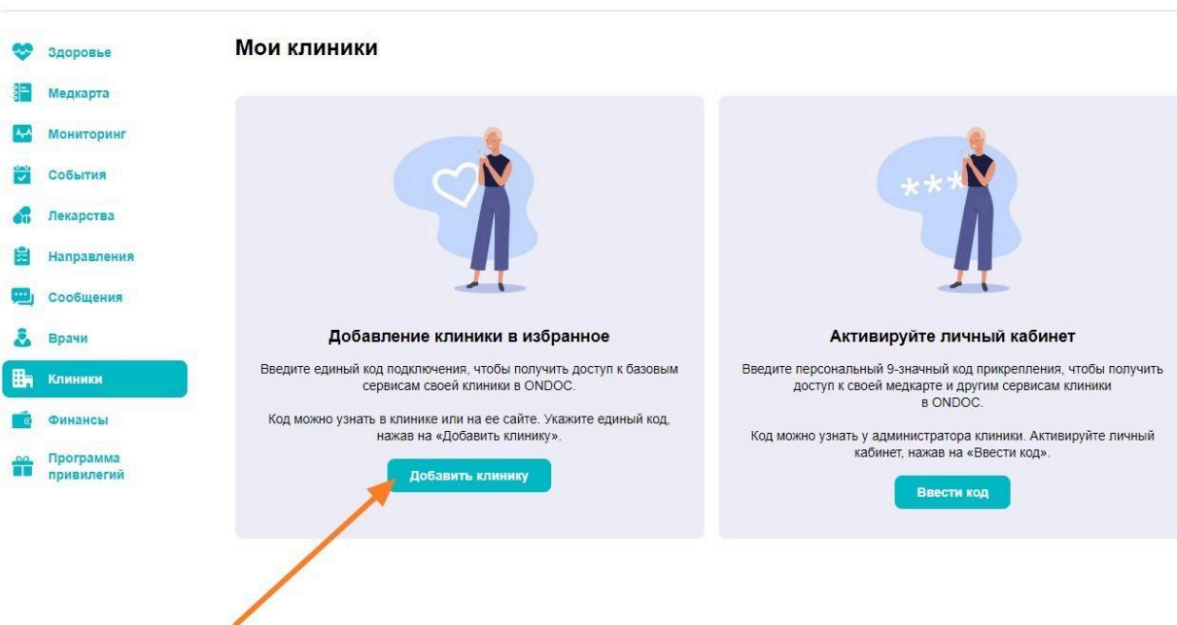 Здоровье
Медкарта
Мониторинг
События
Лекарства
Направления
Сообщения
Врачи
Клиники
Финансы
Программа
привилегий
Мои клиники
***
Добавление клиники в избранное
Введите единый код подключения, чтобы получить доступ к базовым
сервисам своей клиники в ONDOC.
Код можно узнать в клинике или на ее сайте. Укажите единый код,
нажав на «Добавить клинику».
Добавить клинику
Активируйте личный кабинет
Введите персональный 9-значный код прикрепления, чтобы получить
доступ к своей медкарте и другим сервисам клиники
в ONDOC.
Код можно узнать у администратора клиники. Активируйте личный
кабинет, нажав на «Ввести код».
Ввести код